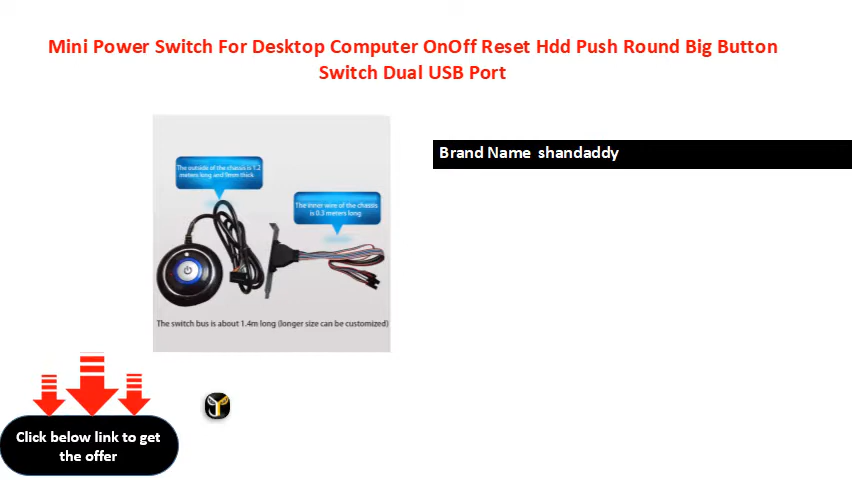 Mini Power Switch For Desktop Computer OnOff Reset Hdd Push Round Big Button
Switch Dual USB Port
Brand Name shandaddy
The outside of the chassis is 1.2
meters long and 9mm thick
The inner wire of the chassis
is 0.3 meters long
The switch bus is about 1.4m long (longer size can be customized)
Click below link to get
the offer